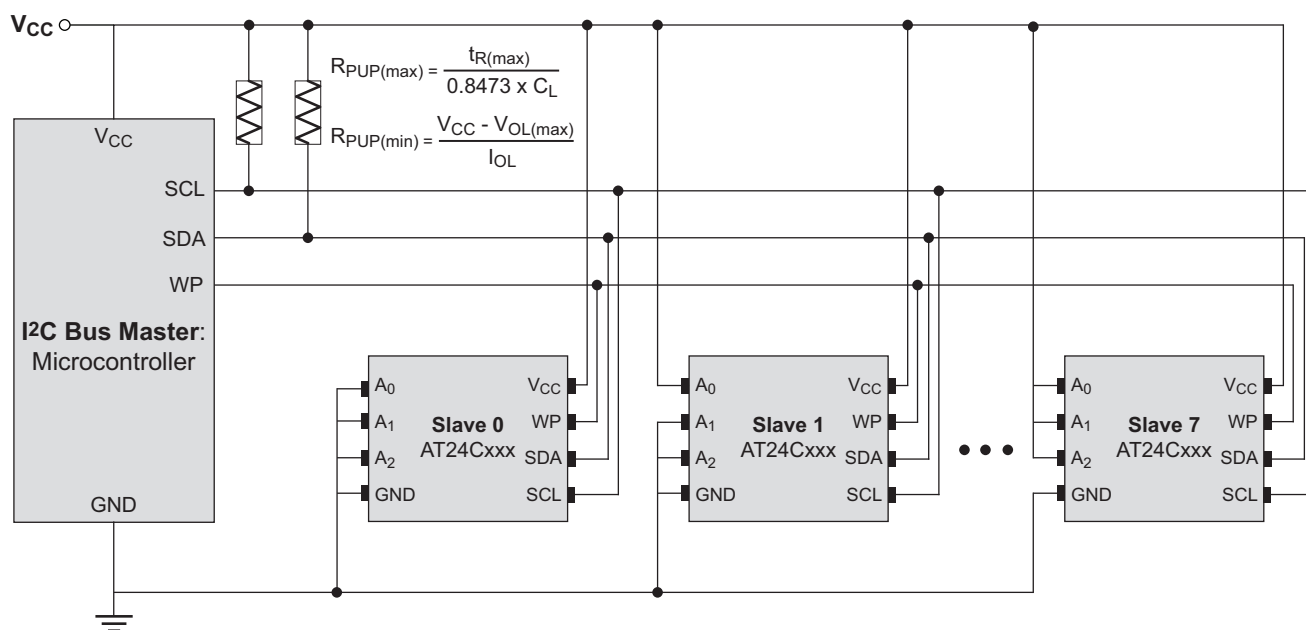 VCC
RPUP(max) = tR(max)
0.8473 x CL
RPUP(min) = VCC - VOL(max)
IOL
VCC
SCL
SDA
WP
I2C Bus Master:
Microcontroller
GND
A0
A1
A2
GND
Slave 0
AT24Cxxx
VCC
WP
SDA
SCL
A0
A1
A2
GND
Slave 1
AT24Cxxx
VCC
WP
SDA
SCL
A0
A1
A2
GND
Slave 7
AT24Cxxx
VCC
WP
SDA
SCL